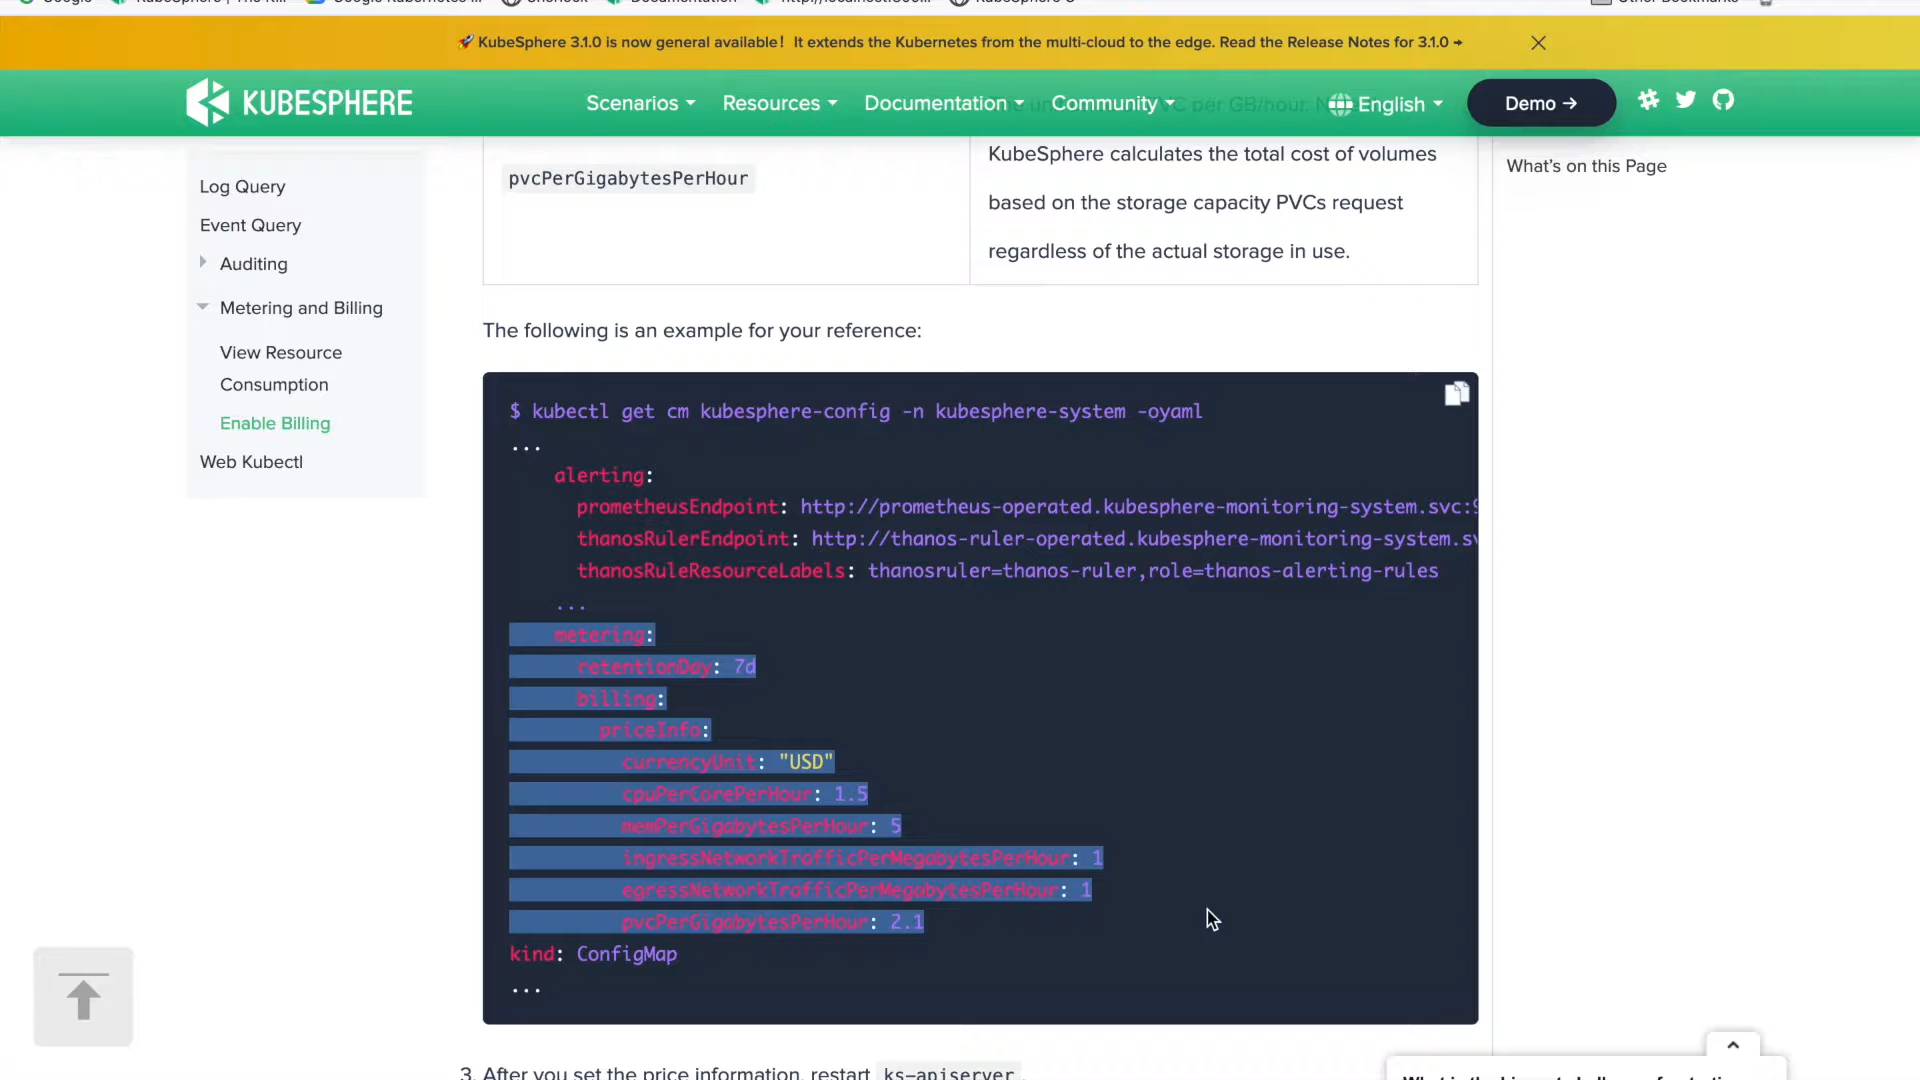 🚀 KubeSphere 3.1.0 is now general available！It extends the Kubernetes from the multi-cloud to the edge. Read the Release Notes for 3.1.0 →
KUBESPHERE
Scenarios
Resources
Documentation
Community
English
Demo →
Log Query
Event Query
Auditing
Metering and Billing
View Resource
Consumption
Enable Billing
Web Kubectl
pvcPerGigabytesPerHour
KubeSphere calculates the total cost of volumes
based on the storage capacity PVCs request
regardless of the actual storage in use.
What's on this Page
The following is an example for your reference:
$ kubectl get cm kubesphere-config -n kubesphere-system -oyaml
...
alerting:
prometheusEndpoint: http://prometheus-operated.kubesphere-monitoring-system.svc:9
thanosRulerEndpoint: http://thanos-ruler-operated.kubesphere-monitoring-system.sv
thanosRuleResourceLabels: thanosruler=thanos-ruler,role=thanos-alerting-rules
...
metering:
retentionDay: 7d
billing:
priceInfo:
currencyUnit: "USD"
cpuPerCorePerHour: 1.5
memPerGigabytesPerHour: 5
ingressNetworkTrafficPerMegabytesPerHour: 1
egressNetworkTrafficPerMegabytesPerHour: 1
pvcPerGigabytesPerHour: 2.1
kind: ConfigMap
...
3. After you set the price information, restart ks-apiserver.